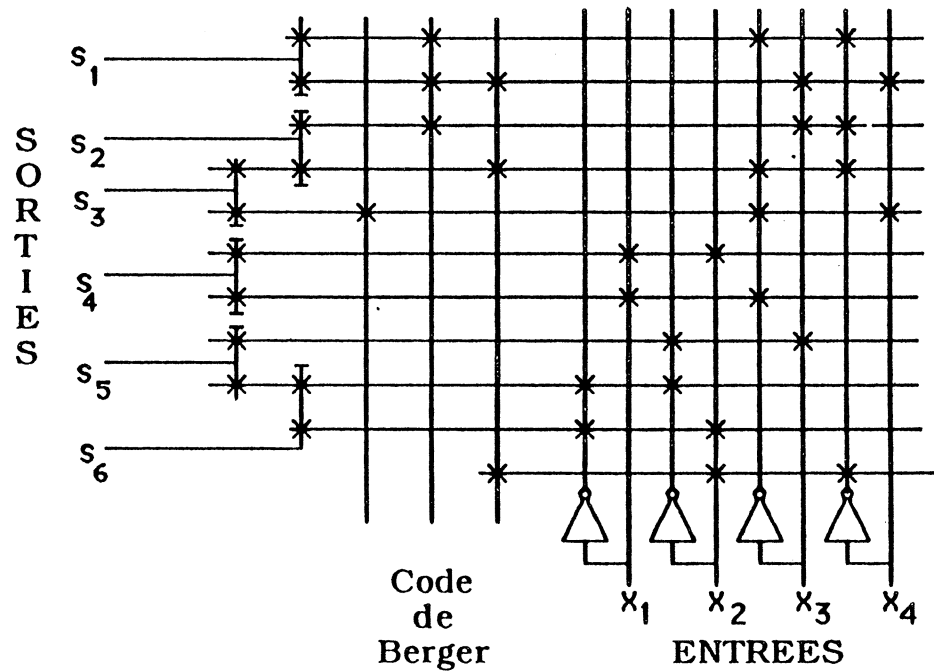 SORTIES
S1
S2
S3
S4
S5
S6
Code
de
Berger
X1 X2 X3 X4
ENTREES